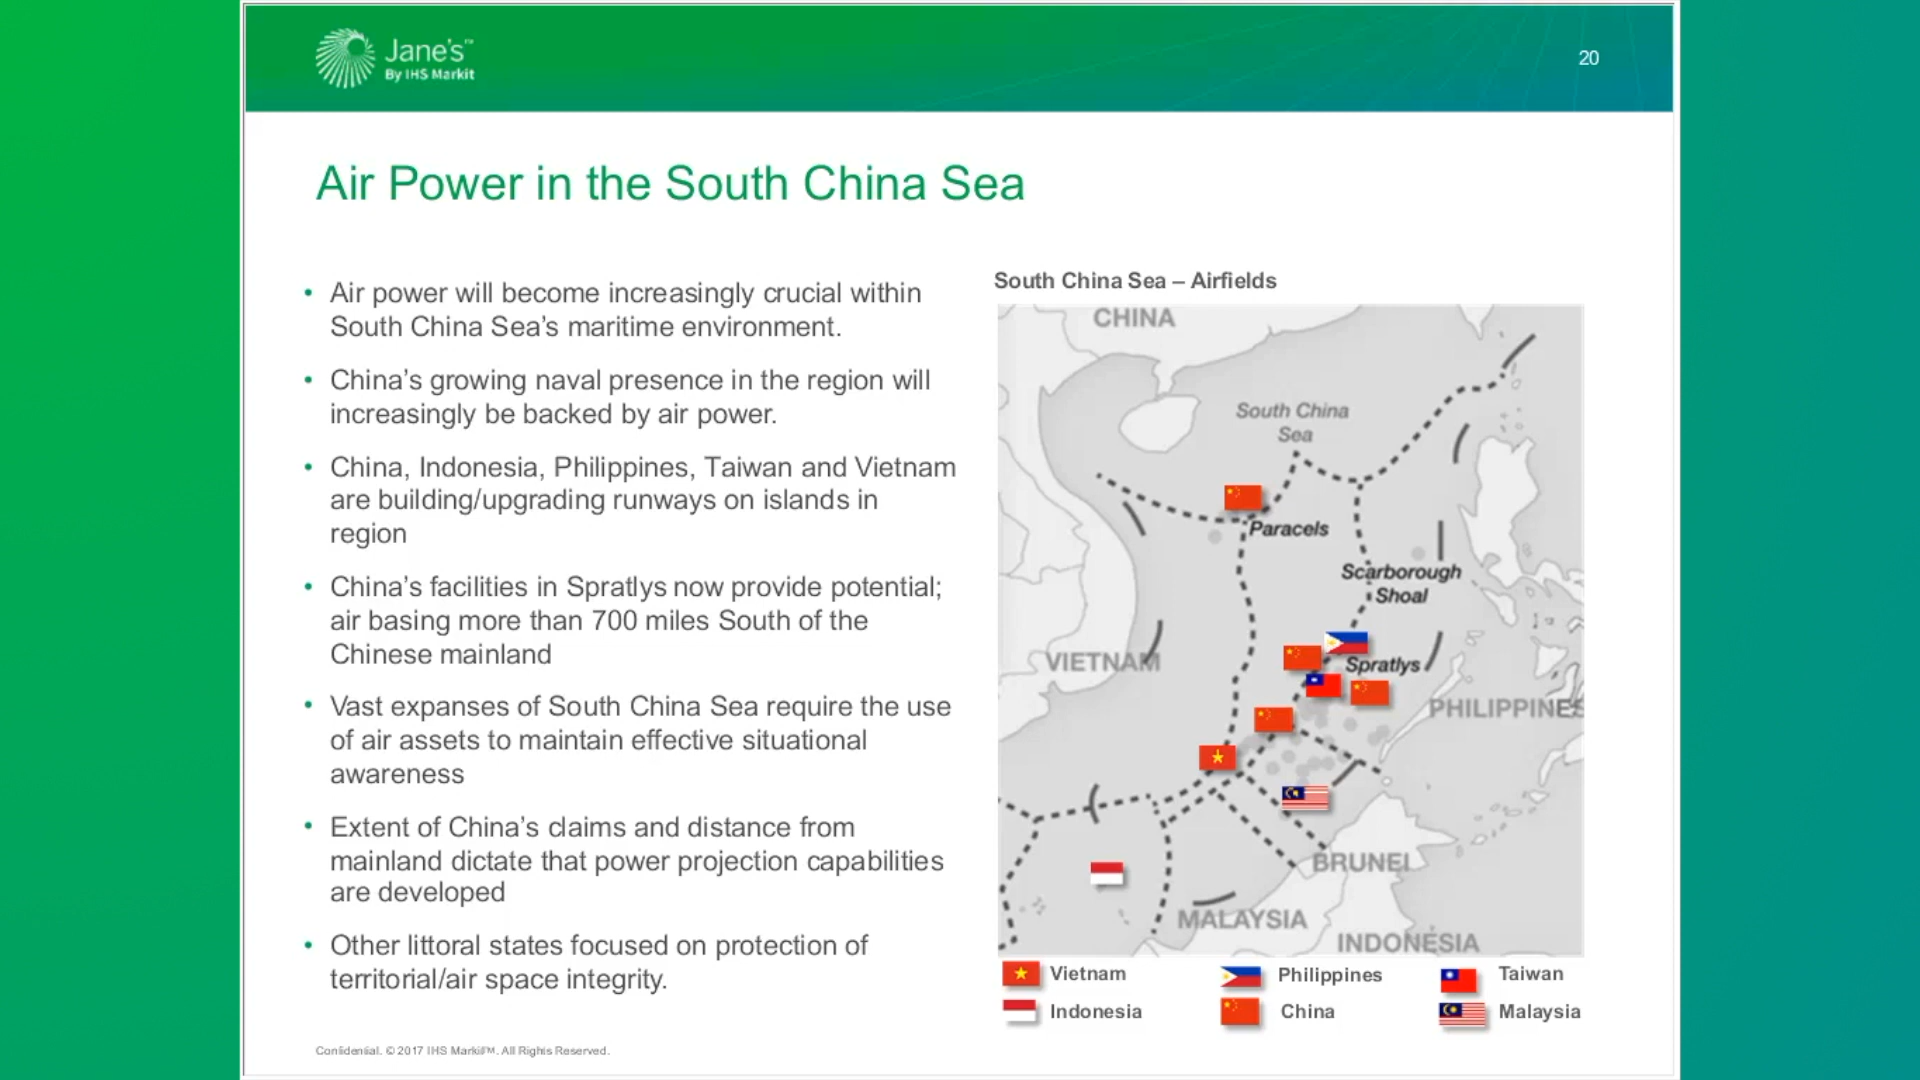 Jane's™
By IHS Markit
20
Air Power in the South China Sea
• Air power will become increasingly crucial within
South China Sea's maritime environment.
• China's growing naval presence in the region will
increasingly be backed by air power.
• China, Indonesia, Philippines, Taiwan and Vietnam
are building/upgrading runways on islands in
region
• China's facilities in Spratlys now provide potential;
air basing more than 700 miles South of the
Chinese mainland
• Vast expanses of South China Sea require the use
of air assets to maintain effective situational
awareness
• Extent of China's claims and distance from
mainland dictate that power projection capabilities
are developed
• Other littoral states focused on protection of
territorial/air space integrity.
South China Sea – Airfields
CHINA
South China
Sea
Paracels
Scarborough
Shoal
VIETNAM
Spratlys
PHILIPPINES
BRUNEI
MALAYSIA
INDONESIA
Vietnam
Philippines
Taiwan
Indonesia
China
Malaysia
Confidential. © 2017 IHS Markit™. All Rights Reserved.